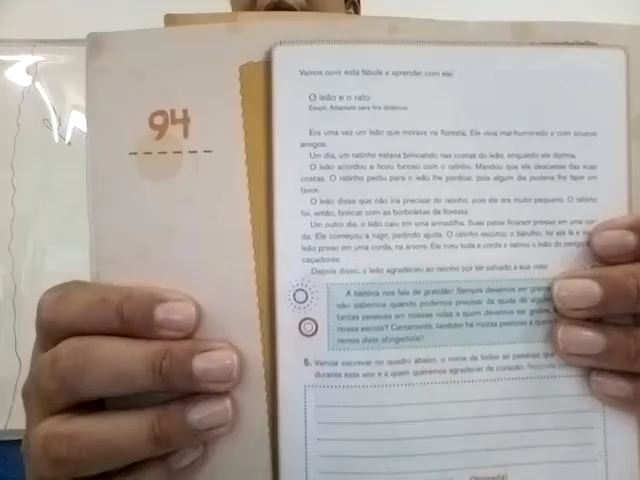 94
Vamos ouvir esta fábula e aprender com ela!
O leão e o rato
Esopo. Adaptado para fins didáticos.
Era uma vez um leão que morava na floresta. Ele vivia mal-humorado e com poucos
amigos.
Um dia, um ratinho estava brincando nas costas do leão, enquanto ele dormia.
O leão acordou e ficou furioso com o ratinho. Mandou que ele descesse das suas
costas. O ratinho pediu para o leão lhe perdoar, pois algum dia poderia lhe fazer um
favor.
O leão disse que não iria precisar do ratinho, pois ele era muito pequeno. O ratinho
foi, então, brincar com as borboletas da floresta.
Um outro dia, o leão caiu em uma armadilha. Suas patas ficaram presas em uma cor-
da. Ele começou a rugir, pedindo ajuda. O ratinho escutou o barulho, foi até lá e
leão preso em uma corda, na árvore. Ele roeu toda a corda e salvou o leão do perigo
caçadores.
Depois disso, o leão agradeceu ao ratinho por ter salvado a sua vida!
A história nos fala de gratidão! Sempre devemos ser
não sabemos quando podemos precisar da ajuda de
tantas pessoas em nossas vidas a quem devemos ser
nossa escola? Certamente, também há muitas pessoas a
remos dizer obrigado(a)!
5. Vamos escrever no quadro abaixo, o nome de todas as pessoas que
durante este ano e a quem queremos agradecer de coração.
Obrigado(a)!